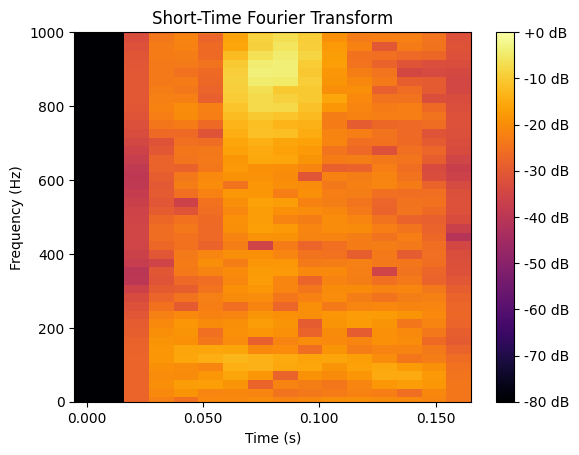 Short-Time Fourier Transform
1000
800
600
400
200
0
Frequency (Hz)
0.000
0.050
0.100
0.150
Time (s)
+0 dB
-10 dB
-20 dB
-30 dB
-40 dB
-50 dB
-60 dB
-70 dB
-80 dB